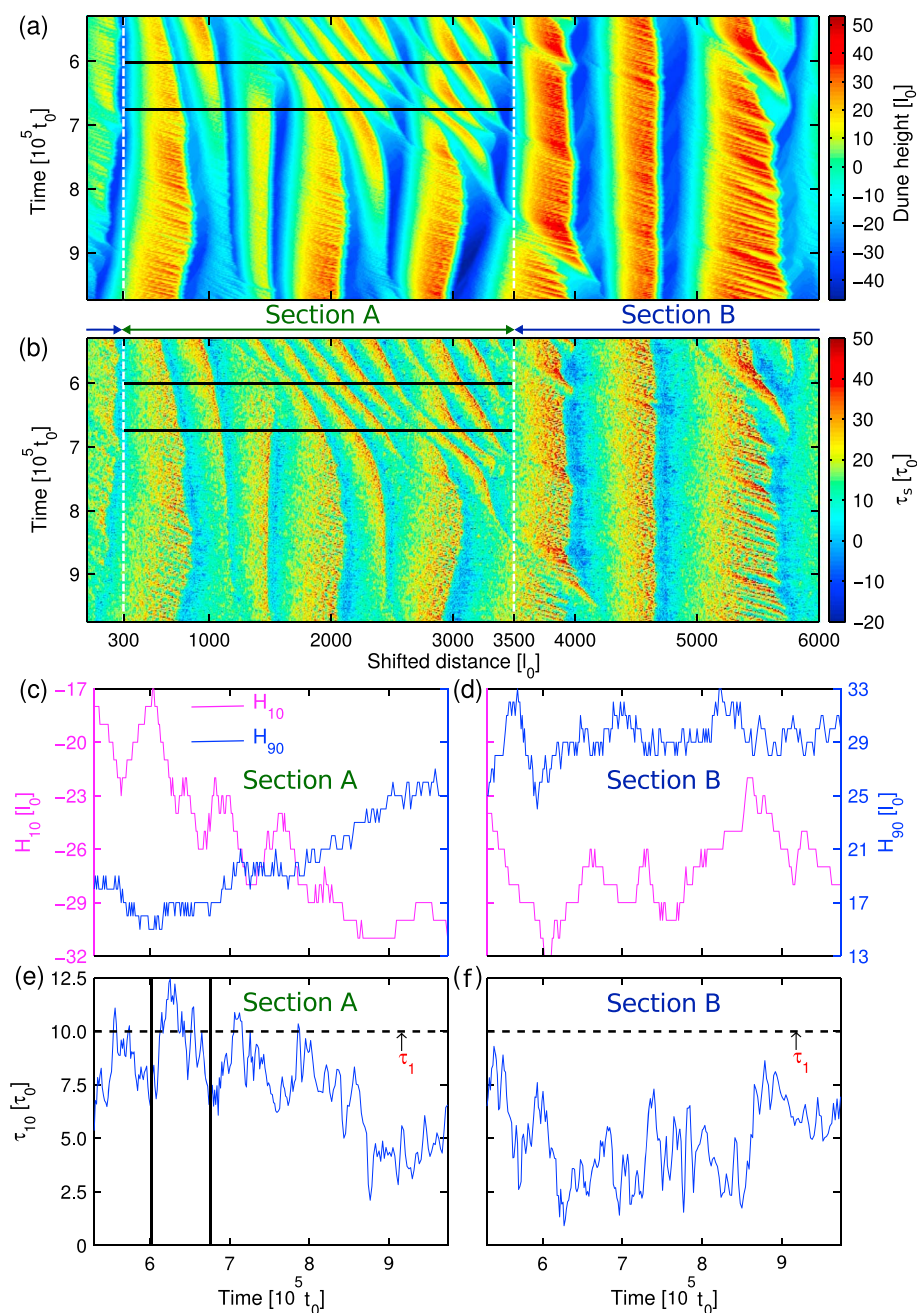 (a)
6
7
8
9
Time [10^5 t_0]
50
40
30
20
10
0
−10
−20
−30
−40
Dune height [l_0]
Section A
Section B
(b)
6
7
8
9
Time [10^5 t_0]
300 1000 2000 3000 3500 4000 5000 6000
Shifted distance [l_0]
50
40
30
20
10
0
−10
−20
τ_s [τ_0]
(c)
−17
−20
−23
−26
−29
−32
H_10 [l_0]
H_10
H_90
Section A
(d)
Section B
33
29
25
21
17
13
H_90 [l_0]
(e)
12.5
10.0
7.5
5.0
2.5
0
τ_10 [τ_0]
Section A
τ_1
6 7 8 9
Time [10^5 t_0]
(f)
Section B
τ_1
6 7 8 9
Time [10^5 t_0]